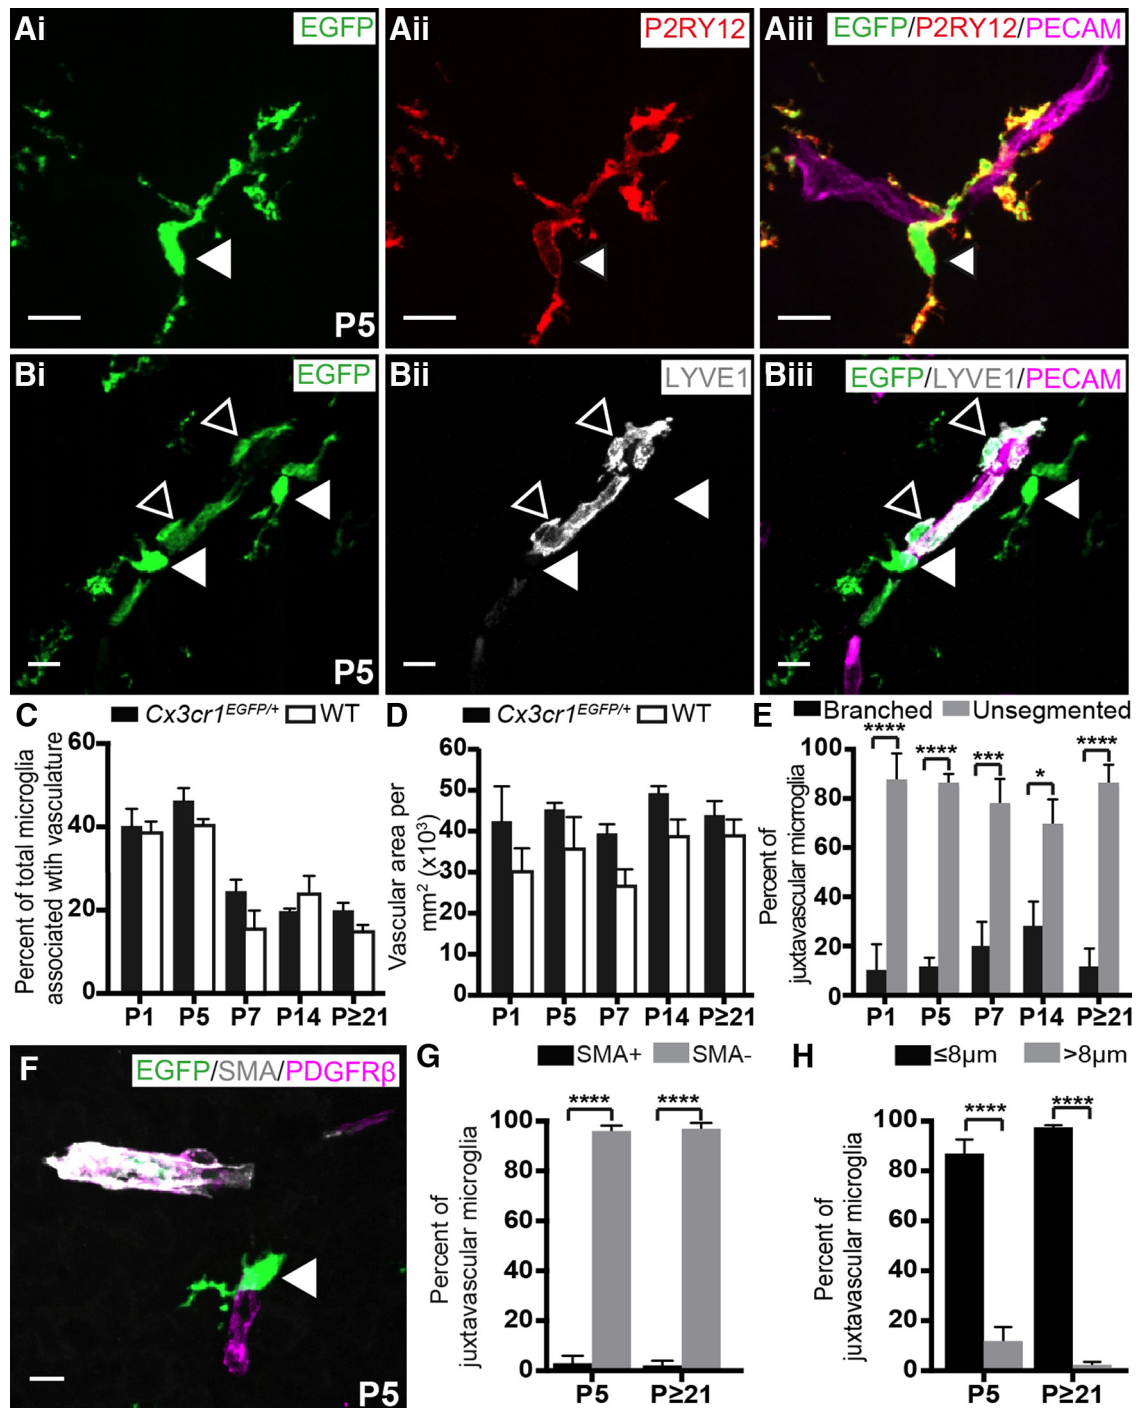 Ai
EGFP
P5
Aii
P2RY12
Aiii
EGFP/P2RY12/PECAM
Bi
EGFP
P5
Bii
LYVE1
Biii
EGFP/LYVE1/PECAM
C
Cx3cr1EGFP/+ WT
Percent of total microglia
associated wtih vasculature
60
40
20
0
P1 P5 P7 P14 P≥21
D
Cx3cr1EGFP/+ WT
Vascular area per
mm2 (x103)
60
50
40
30
20
10
0
P1 P5 P7 P14 P≥21
E
Branched Unsegmented
Percent of
juxtavascular microglia
100
80
60
40
20
0
**** **** *** * ****
P1 P5 P7 P14 P≥21
F
EGFP/SMA/PDGFRβ
P5
G
SMA+ SMA-
Percent of
juxtavascular microglia
100
80
60
40
20
0
**** ****
P5 P≥21
H
≤8µm >8µm
Percent of
juxtavascular microglia
100
80
60
40
20
0
**** ****
P5 P≥21